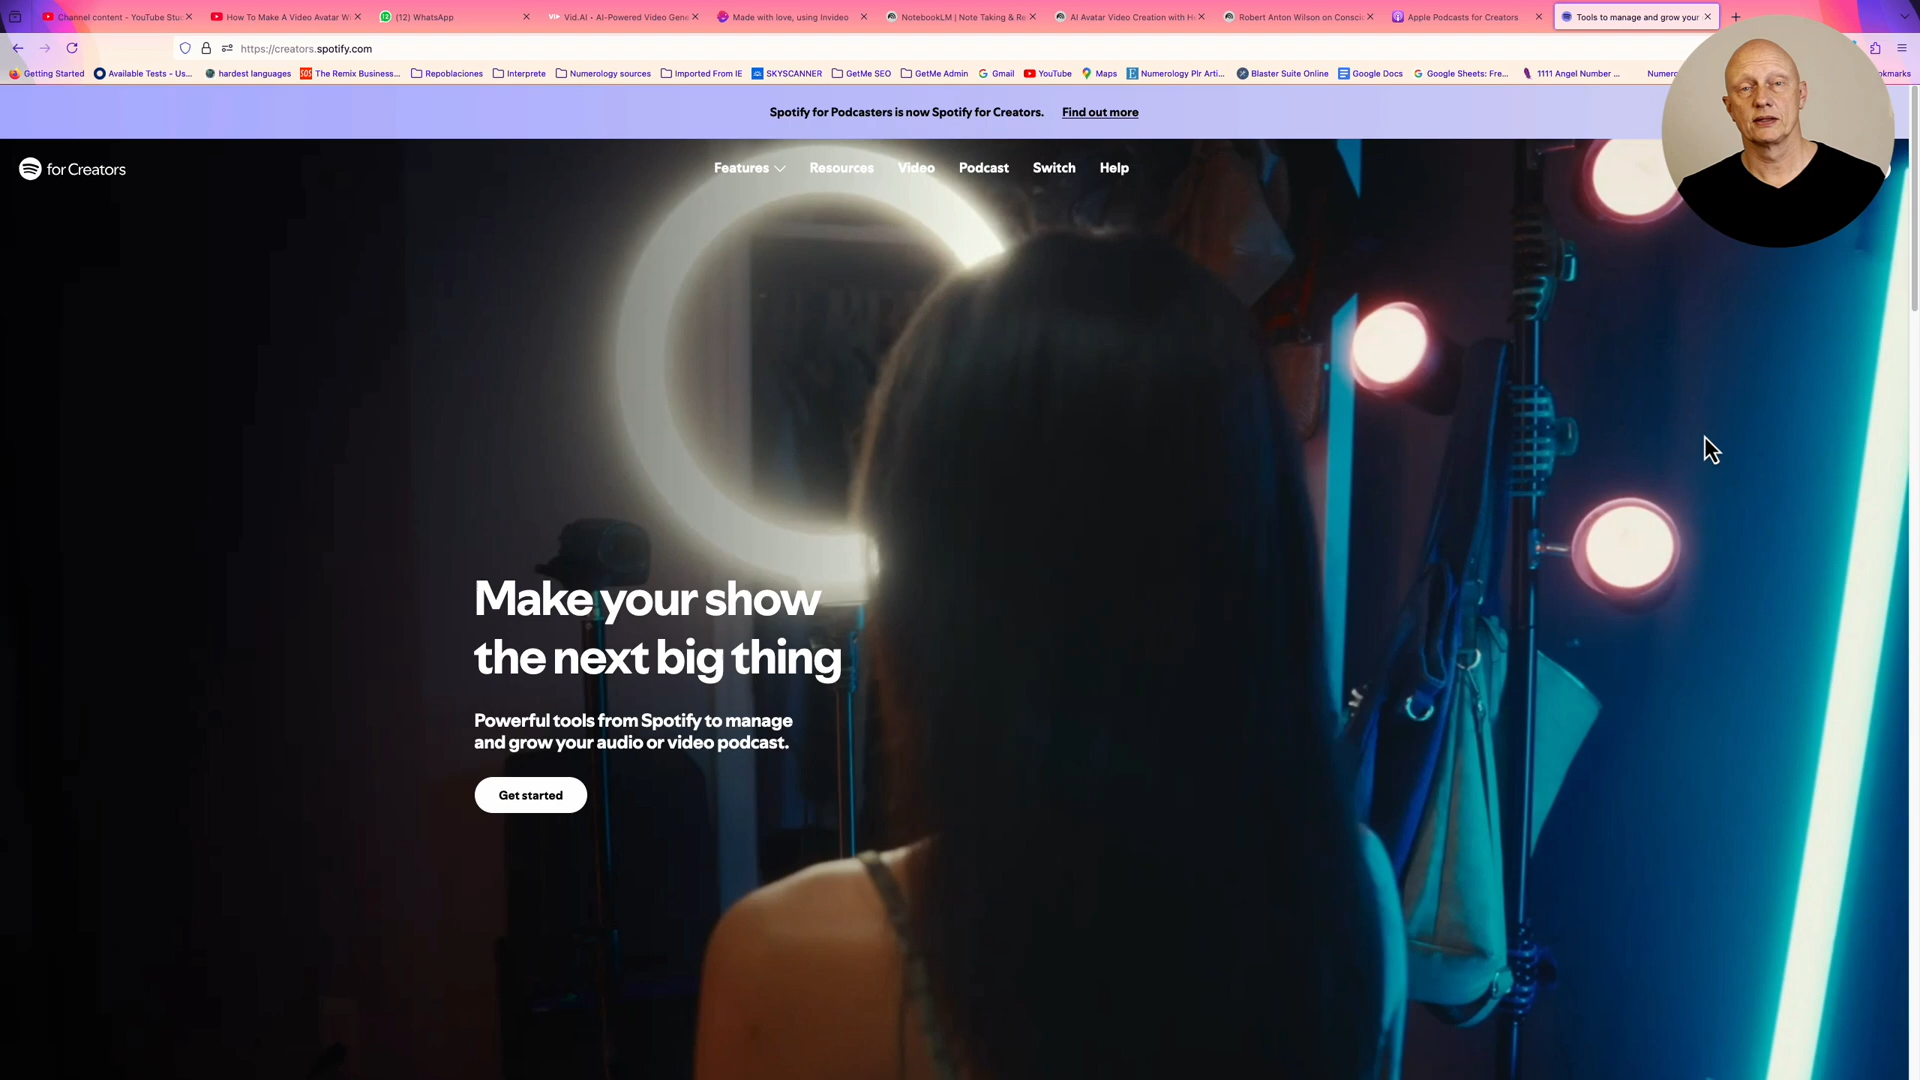 Channel content - YouTube Stu
How To Make A Video Avatar W
(12) WhatsApp
Vid.AI - AI-Powered Video Gene
Made with love, using Invideo
NotebookLM | Note Taking & Re
AI Avatar Video Creation with H
Robert Anton Wilson on Consci
Apple Podcasts for Creators
Tools to manage and grow your
https://creators.spotify.com
Getting Started
Available Tests - Us...
hardest languages
The Remix Business...
Repoblaciones
Interprete
Numerology sources
Imported From IE
SKYSCANNER
GetMe SEO
GetMe Admin
Gmail
YouTube
Maps
Numerology Plr Arti...
Blaster Suite Online
Google Docs
Google Sheets: Fre...
1111 Angel Number ...
Spotify for Podcasters is now Spotify for Creators. Find out more
for Creators
Features
Resources
Video
Podcast
Switch
Help
Make your show
the next big thing
Powerful tools from Spotify to manage
and grow your audio or video podcast.
Get started